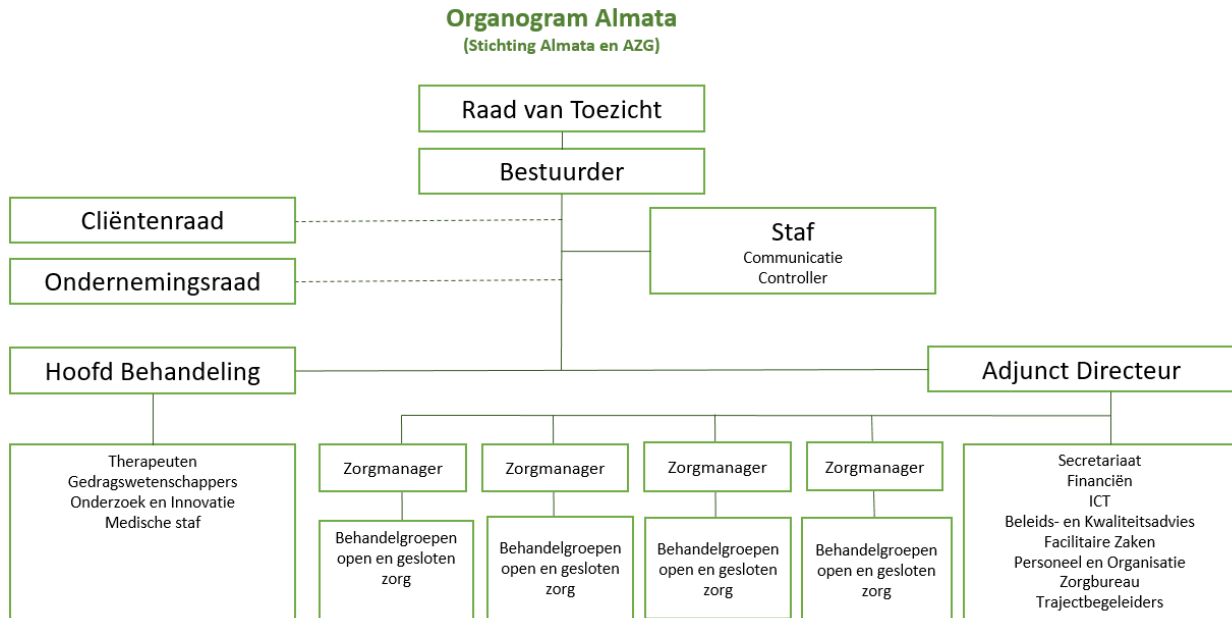 Organogram Almata
(Stichting Almata en AZG)
Raad van Toezicht
Bestuurder
Cliëntenraad
Staf
Communicatie
Controller
Ondernemingsraad
Hoofd Behandeling
Adjunct Directeur
Therapeuten
Gedragswetenschappers
Onderzoek en Innovatie
Medische staf
Zorgmanager
Zorgmanager
Zorgmanager
Zorgmanager
Behandelgroepen
open en gesloten
zorg
Behandelgroepen
open en gesloten
zorg
Behandelgroepen
open en gesloten
zorg
Behandelgroepen
open en gesloten
zorg
Secretariaat
Financiën
ICT
Beleids- en Kwaliteitsadvies
Facilitaire Zaken
Personeel en Organisatie
Zorgbureau
Trajectbegeleiders